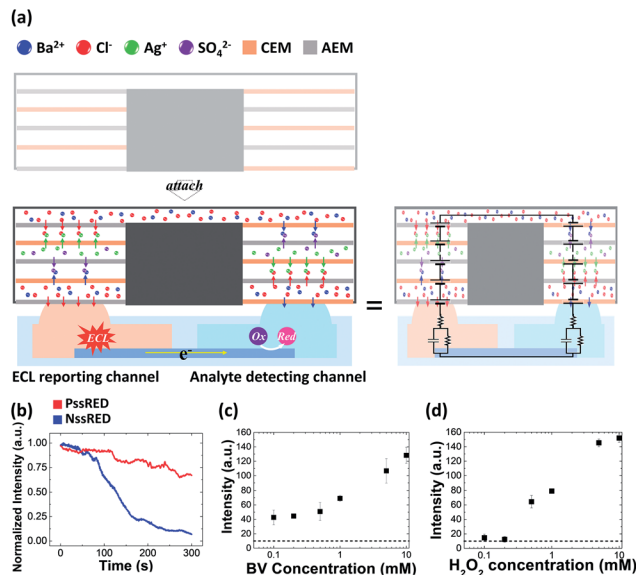 (a)
Ba²⁺ Cl⁻ Ag⁺ SO₄²⁻ CEM AEM
attach
=
ECL
Ox Red
e⁻
ECL reporting channel Analyte detecting channel
(b) (c) (d)
PssRED
NssRED
Normalized Intensity (a.u.)
1.00
0.75
0.50
0.25
0.00
0 100 200 300
Time (s)
Intensity (a.u.)
160
140
120
100
80
60
40
20
0
0.1 1 10
BV Concentration (mM)
Intensity (a.u.)
160
140
120
100
80
60
40
20
0
0.1 1 10
H₂O₂ concentration (mM)